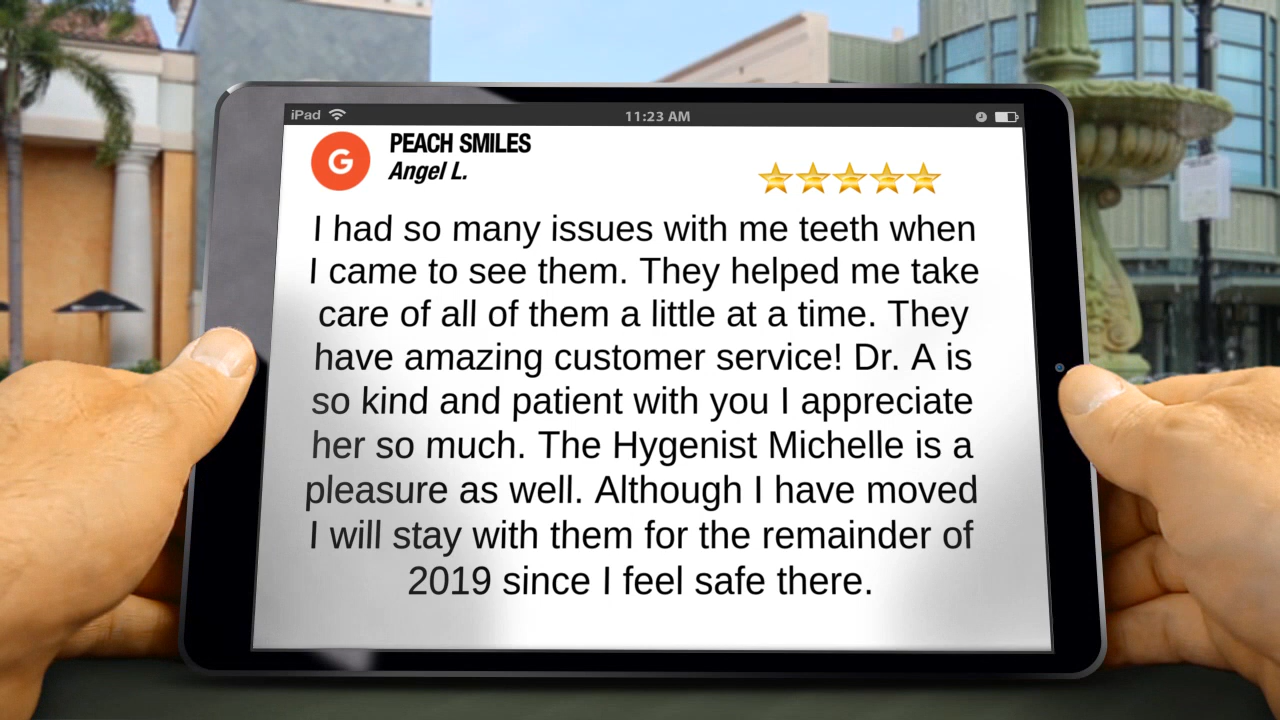 iPad
11:23 AM
G
PEACH SMILES
Angel L.
I had so many issues with me teeth when
I came to see them. They helped me take
care of all of them a little at a time. They
have amazing customer service! Dr. A is
so kind and patient with you I appreciate
her so much. The Hygenist Michelle is a
pleasure as well. Although I have moved
I will stay with them for the remainder of
2019 since I feel safe there.